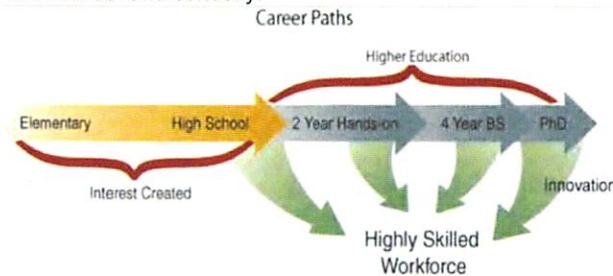 Career Paths
Higher Education
Elementary High School 2 Year Hands-on 4 Year BS PhD
Interest Created
Innovation
Highly Skilled
Workforce